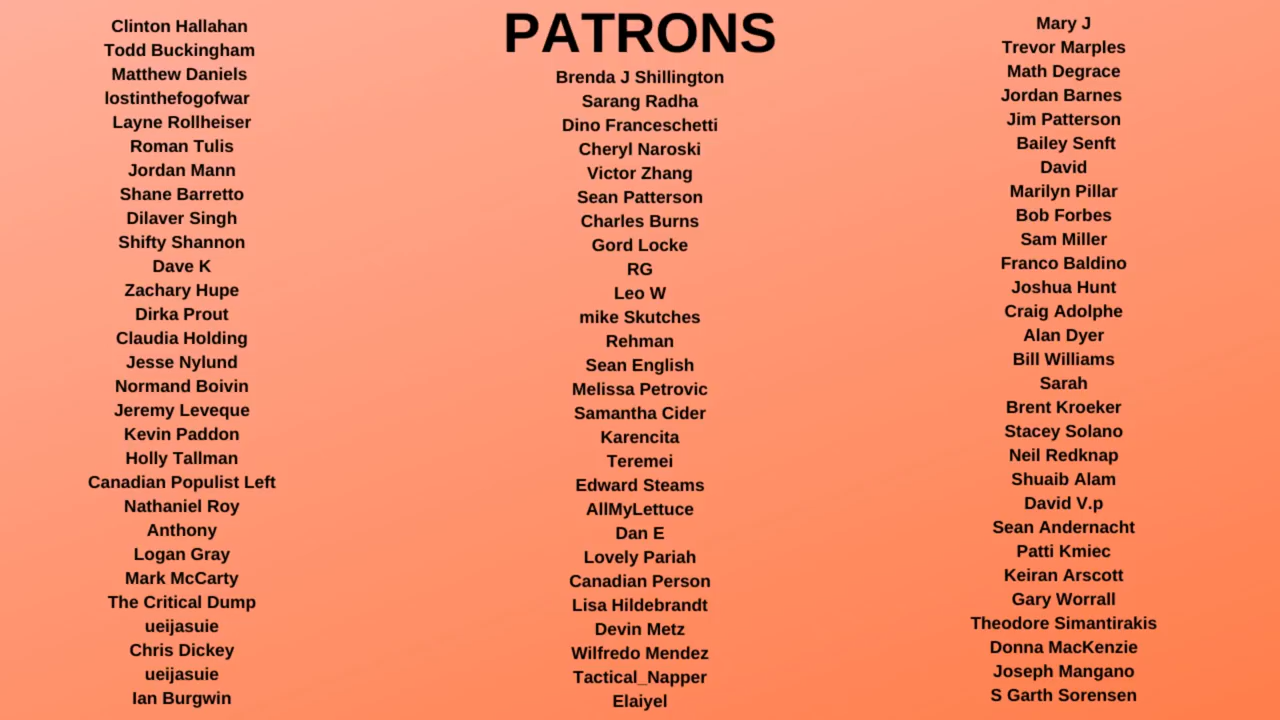 PATRONS
Clinton Hallahan
Todd Buckingham
Matthew Daniels
lostinthefogofwar
Layne Rollheiser
Roman Tulis
Jordan Mann
Shane Barretto
Dilaver Singh
Shifty Shannon
Dave K
Zachary Hupe
Dirka Prout
Claudia Holding
Jesse Nylund
Normand Boivin
Jeremy Leveque
Kevin Paddon
Holly Tallman
Canadian Populist Left
Nathaniel Roy
Anthony
Logan Gray
Mark McCarty
The Critical Dump
ueijasuie
Chris Dickey
ueijasuie
Ian Burgwin
Brenda J Shillington
Sarang Radha
Dino Franceschetti
Cheryl Naroski
Victor Zhang
Sean Patterson
Charles Burns
Gord Locke
RG
Leo W
mike Skutches
Rehman
Sean English
Melissa Petrovic
Samantha Cider
Karencita
Teremei
Edward Steams
AllMyLettuce
Dan E
Lovely Pariah
Canadian Person
Lisa Hildebrandt
Devin Metz
Wilfredo Mendez
Tactical_Napper
Elaiyel
Mary J
Trevor Marples
Math Degrace
Jordan Barnes
Jim Patterson
Bailey Senft
David
Marilyn Pillar
Bob Forbes
Sam Miller
Franco Baldino
Joshua Hunt
Craig Adolphe
Alan Dyer
Bill Williams
Sarah
Brent Kroeker
Stacey Solano
Neil Redknap
Shuaib Alam
David V.p
Sean Andernacht
Patti Kmiec
Keiran Arscott
Gary Worrall
Theodore Simantirakis
Donna MacKenzie
Joseph Mangano
S Garth Sorensen